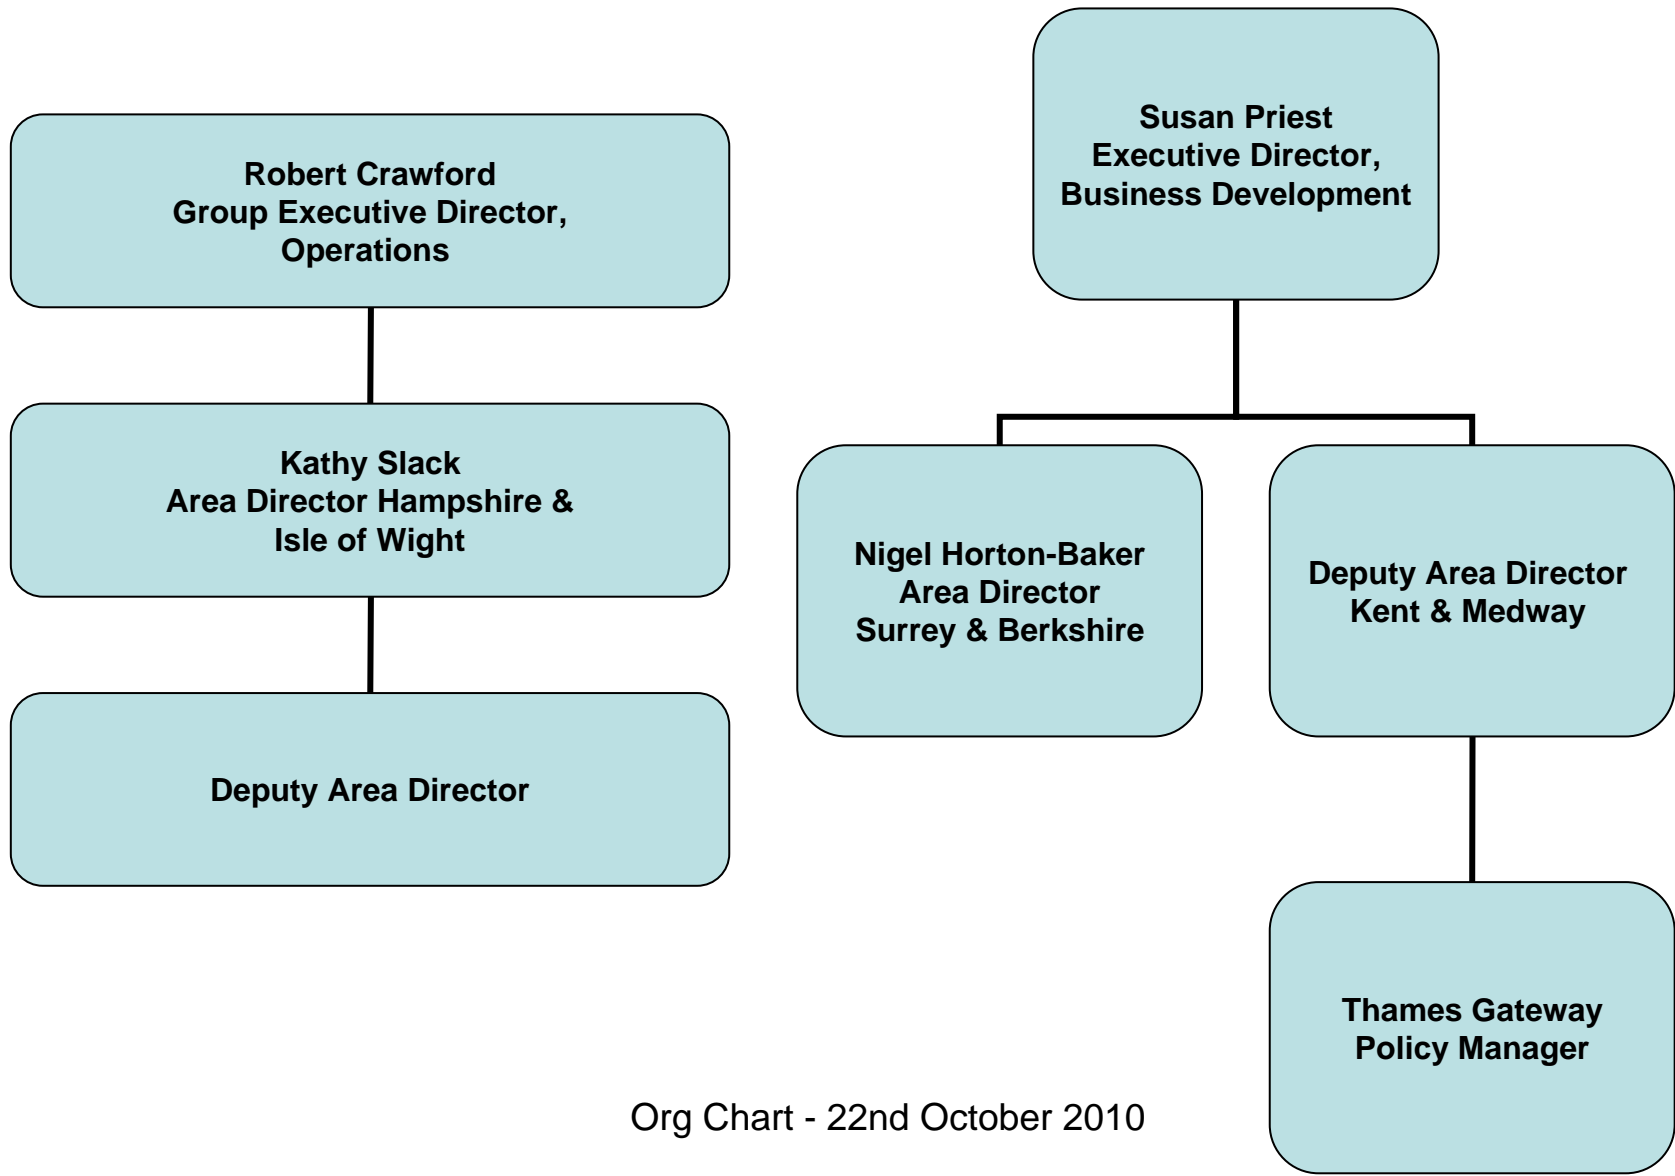 Robert Crawford
Group Executive Director,
Operations
Kathy Slack
Area Director Hampshire &
Isle of Wight
Deputy Area Director
Susan Priest
Executive Director,
Business Development
Nigel Horton-Baker
Area Director
Surrey & Berkshire
Deputy Area Director
Kent & Medway
Thames Gateway
Policy Manager
Org Chart - 22nd October 2010